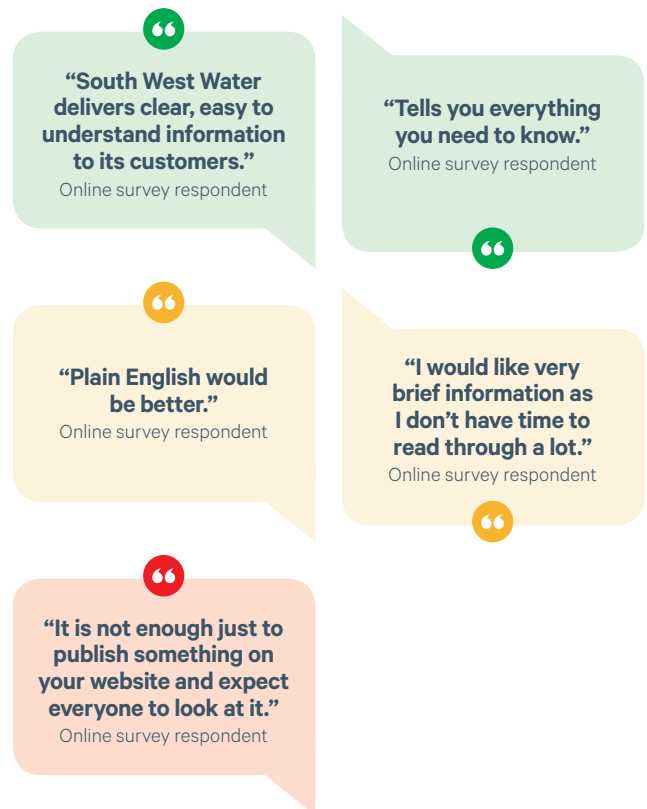 “South West Water
delivers clear, easy to
understand information
to its customers.”
Online survey respondent
“Tells you everything
you need to know.”
Online survey respondent
“Plain English would
be better.”
Online survey respondent
“I would like very
brief information as
I don’t have time to
read through a lot.”
Online survey respondent
“It is not enough just to
publish something on
your website and expect
everyone to look at it.”
Online survey respondent